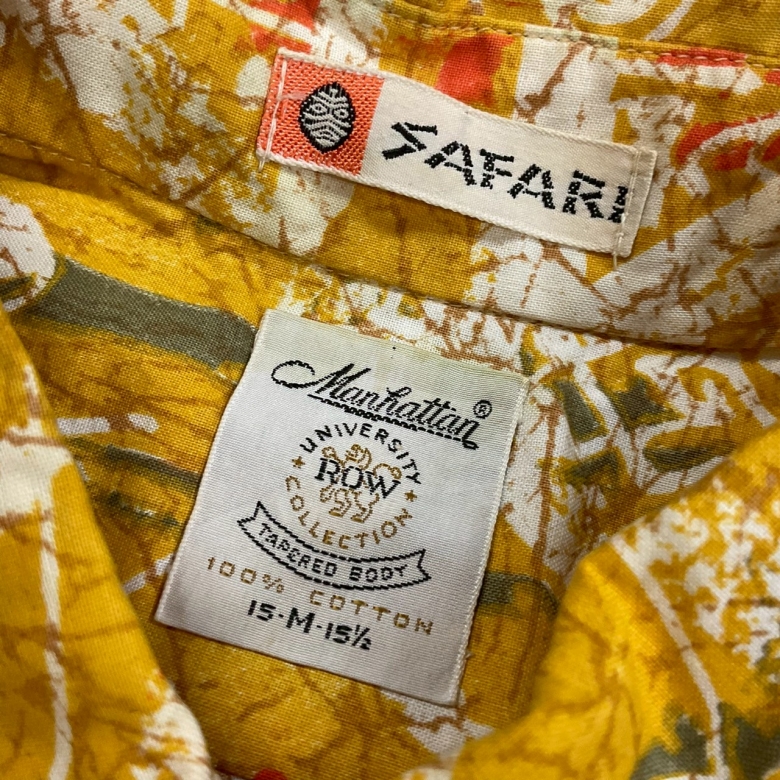 SAFARI
Manhattan®
UNIVERSITY
ROW
COLLECTION
TAPERED BODY
100% COTTON
15-M-15½